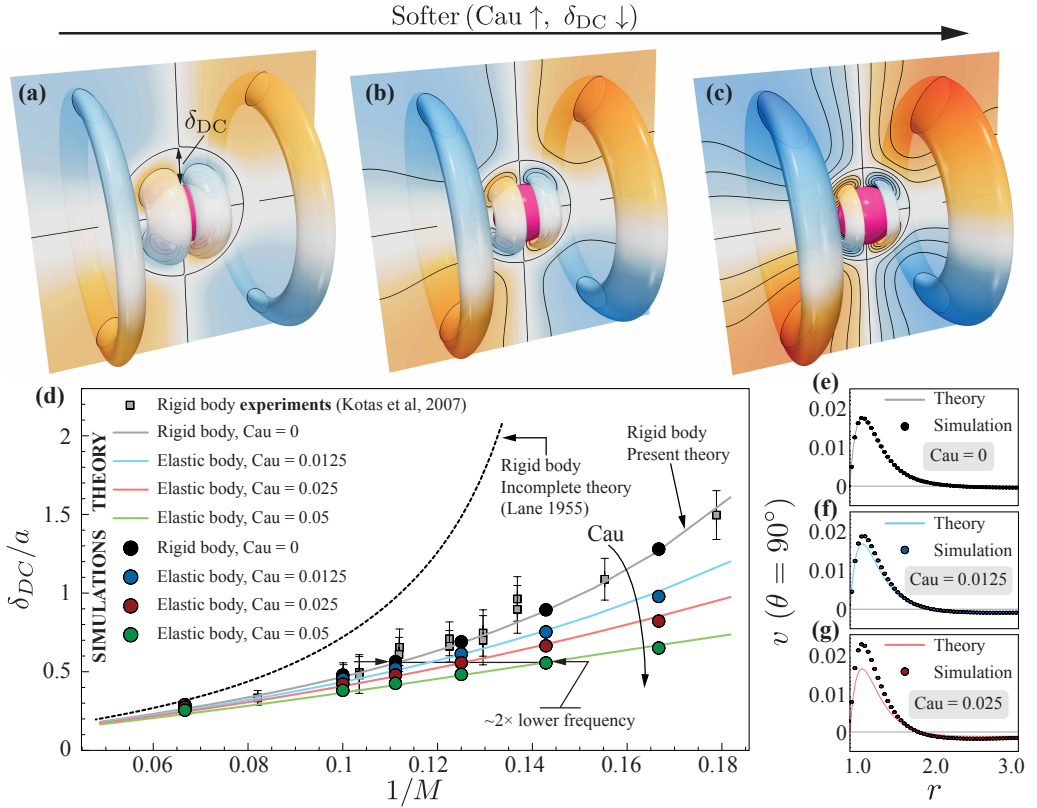 Softer (Cau ↑, δ_DC ↓)
(a)
(b)
(c)
δ_DC
(d)
Rigid body experiments (Kotas et al, 2007)
THEORY
Rigid body, Cau = 0
Elastic body, Cau = 0.0125
Elastic body, Cau = 0.025
Elastic body, Cau = 0.05
SIMULATIONS
Rigid body, Cau = 0
Elastic body, Cau = 0.0125
Elastic body, Cau = 0.025
Elastic body, Cau = 0.05
Rigid body
Incomplete theory
(Lane 1955)
Rigid body
Present theory
Cau
~2× lower frequency
δ_DC/a
2
1.5
1
0.5
0
0.06
0.08
0.1
0.12
0.14
0.16
0.18
1/M
(e)
Theory
Simulation
Cau = 0
0.02
0.01
0
(f)
Theory
Simulation
Cau = 0.0125
0.02
0.01
0
(g)
Theory
Simulation
Cau = 0.025
0.02
0.01
0
v (θ = 90°)
1.0
2.0
3.0
r